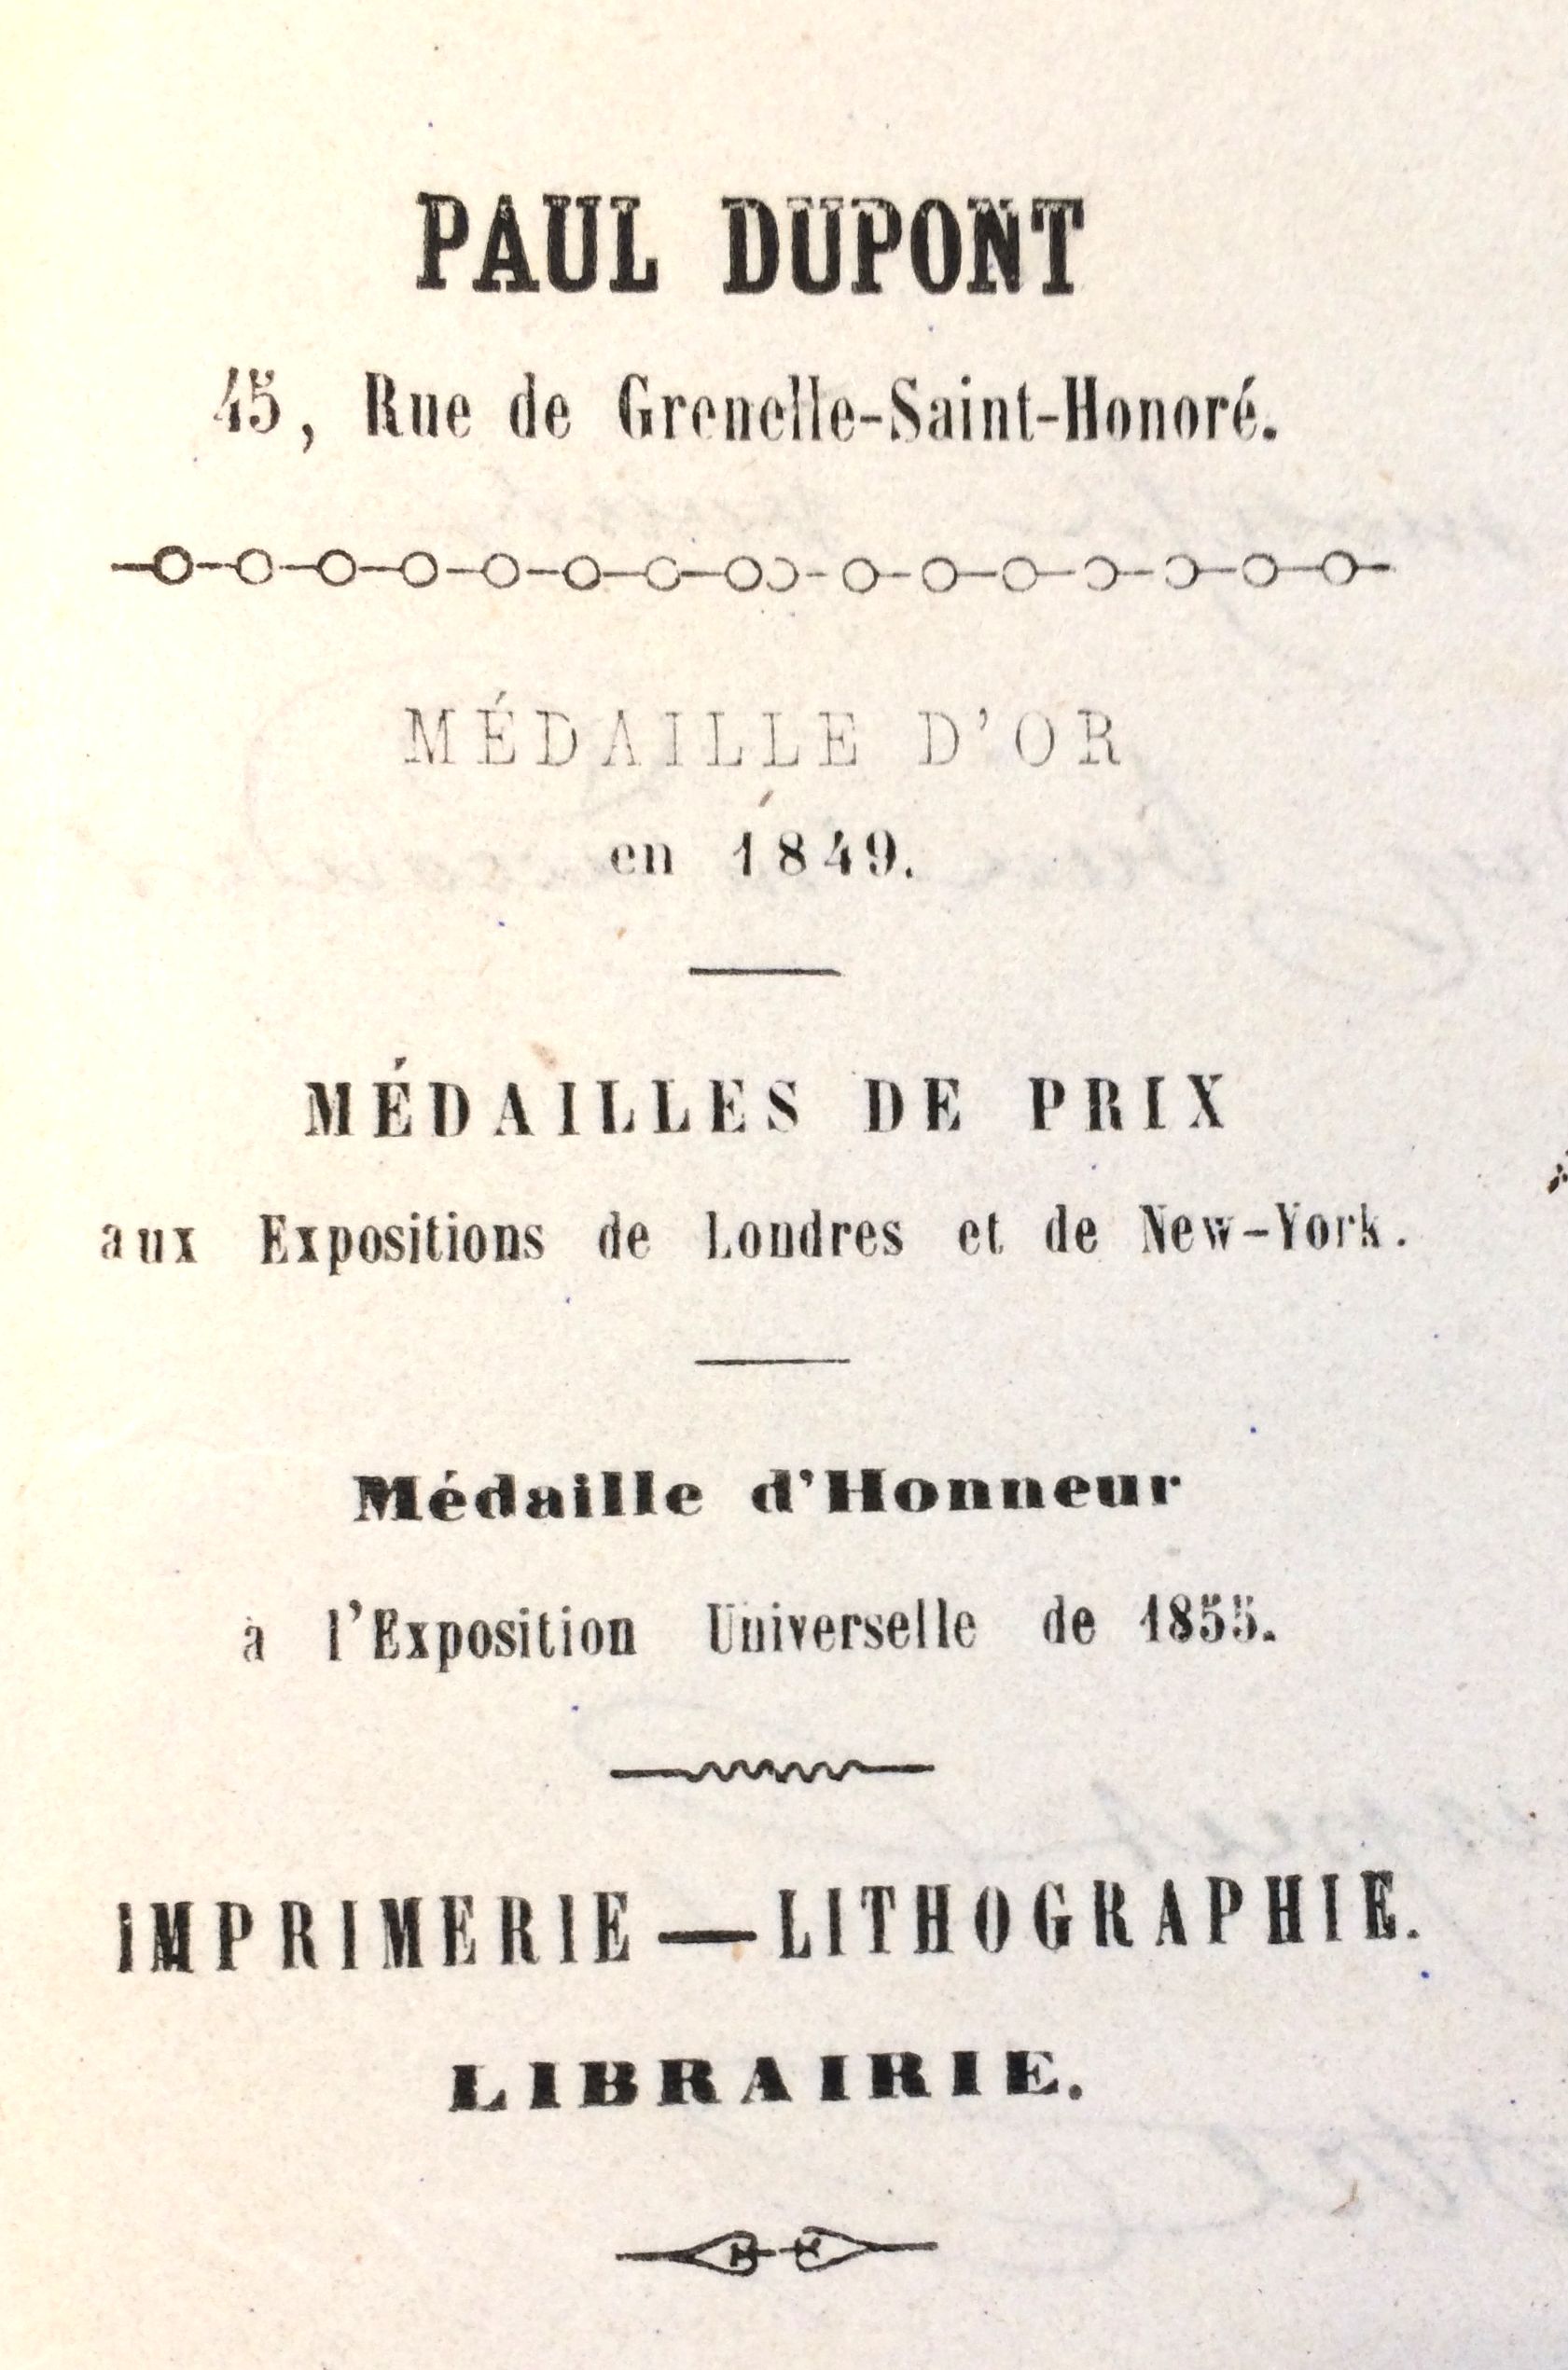 PAUL DUPONT
45, Rue de Grenelle-Saint-Honoré.
MÉDAILLE D'OR
en 1849.
MÉDAILLES DE PRIX
aux Expositions de Londres et de New-York.
Médaille d'Honneur
à l'Exposition Universelle de 1855.
IMPRIMERIE — LITHOGRAPHIE.
LIBRAIRIE.